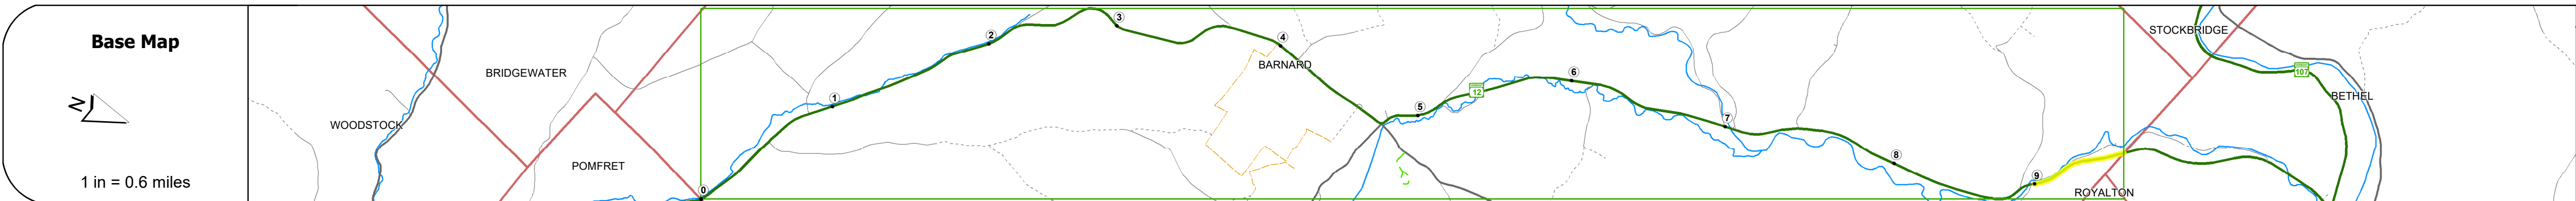 Base Map
N
1 in = 0.6 miles
WOODSTOCK
BRIDGEWATER
POMFRET
0
1
2
3
4
BARNARD
5
12
6
7
8
9
STOCKBRIDGE
107
BETHEL
ROYALTON